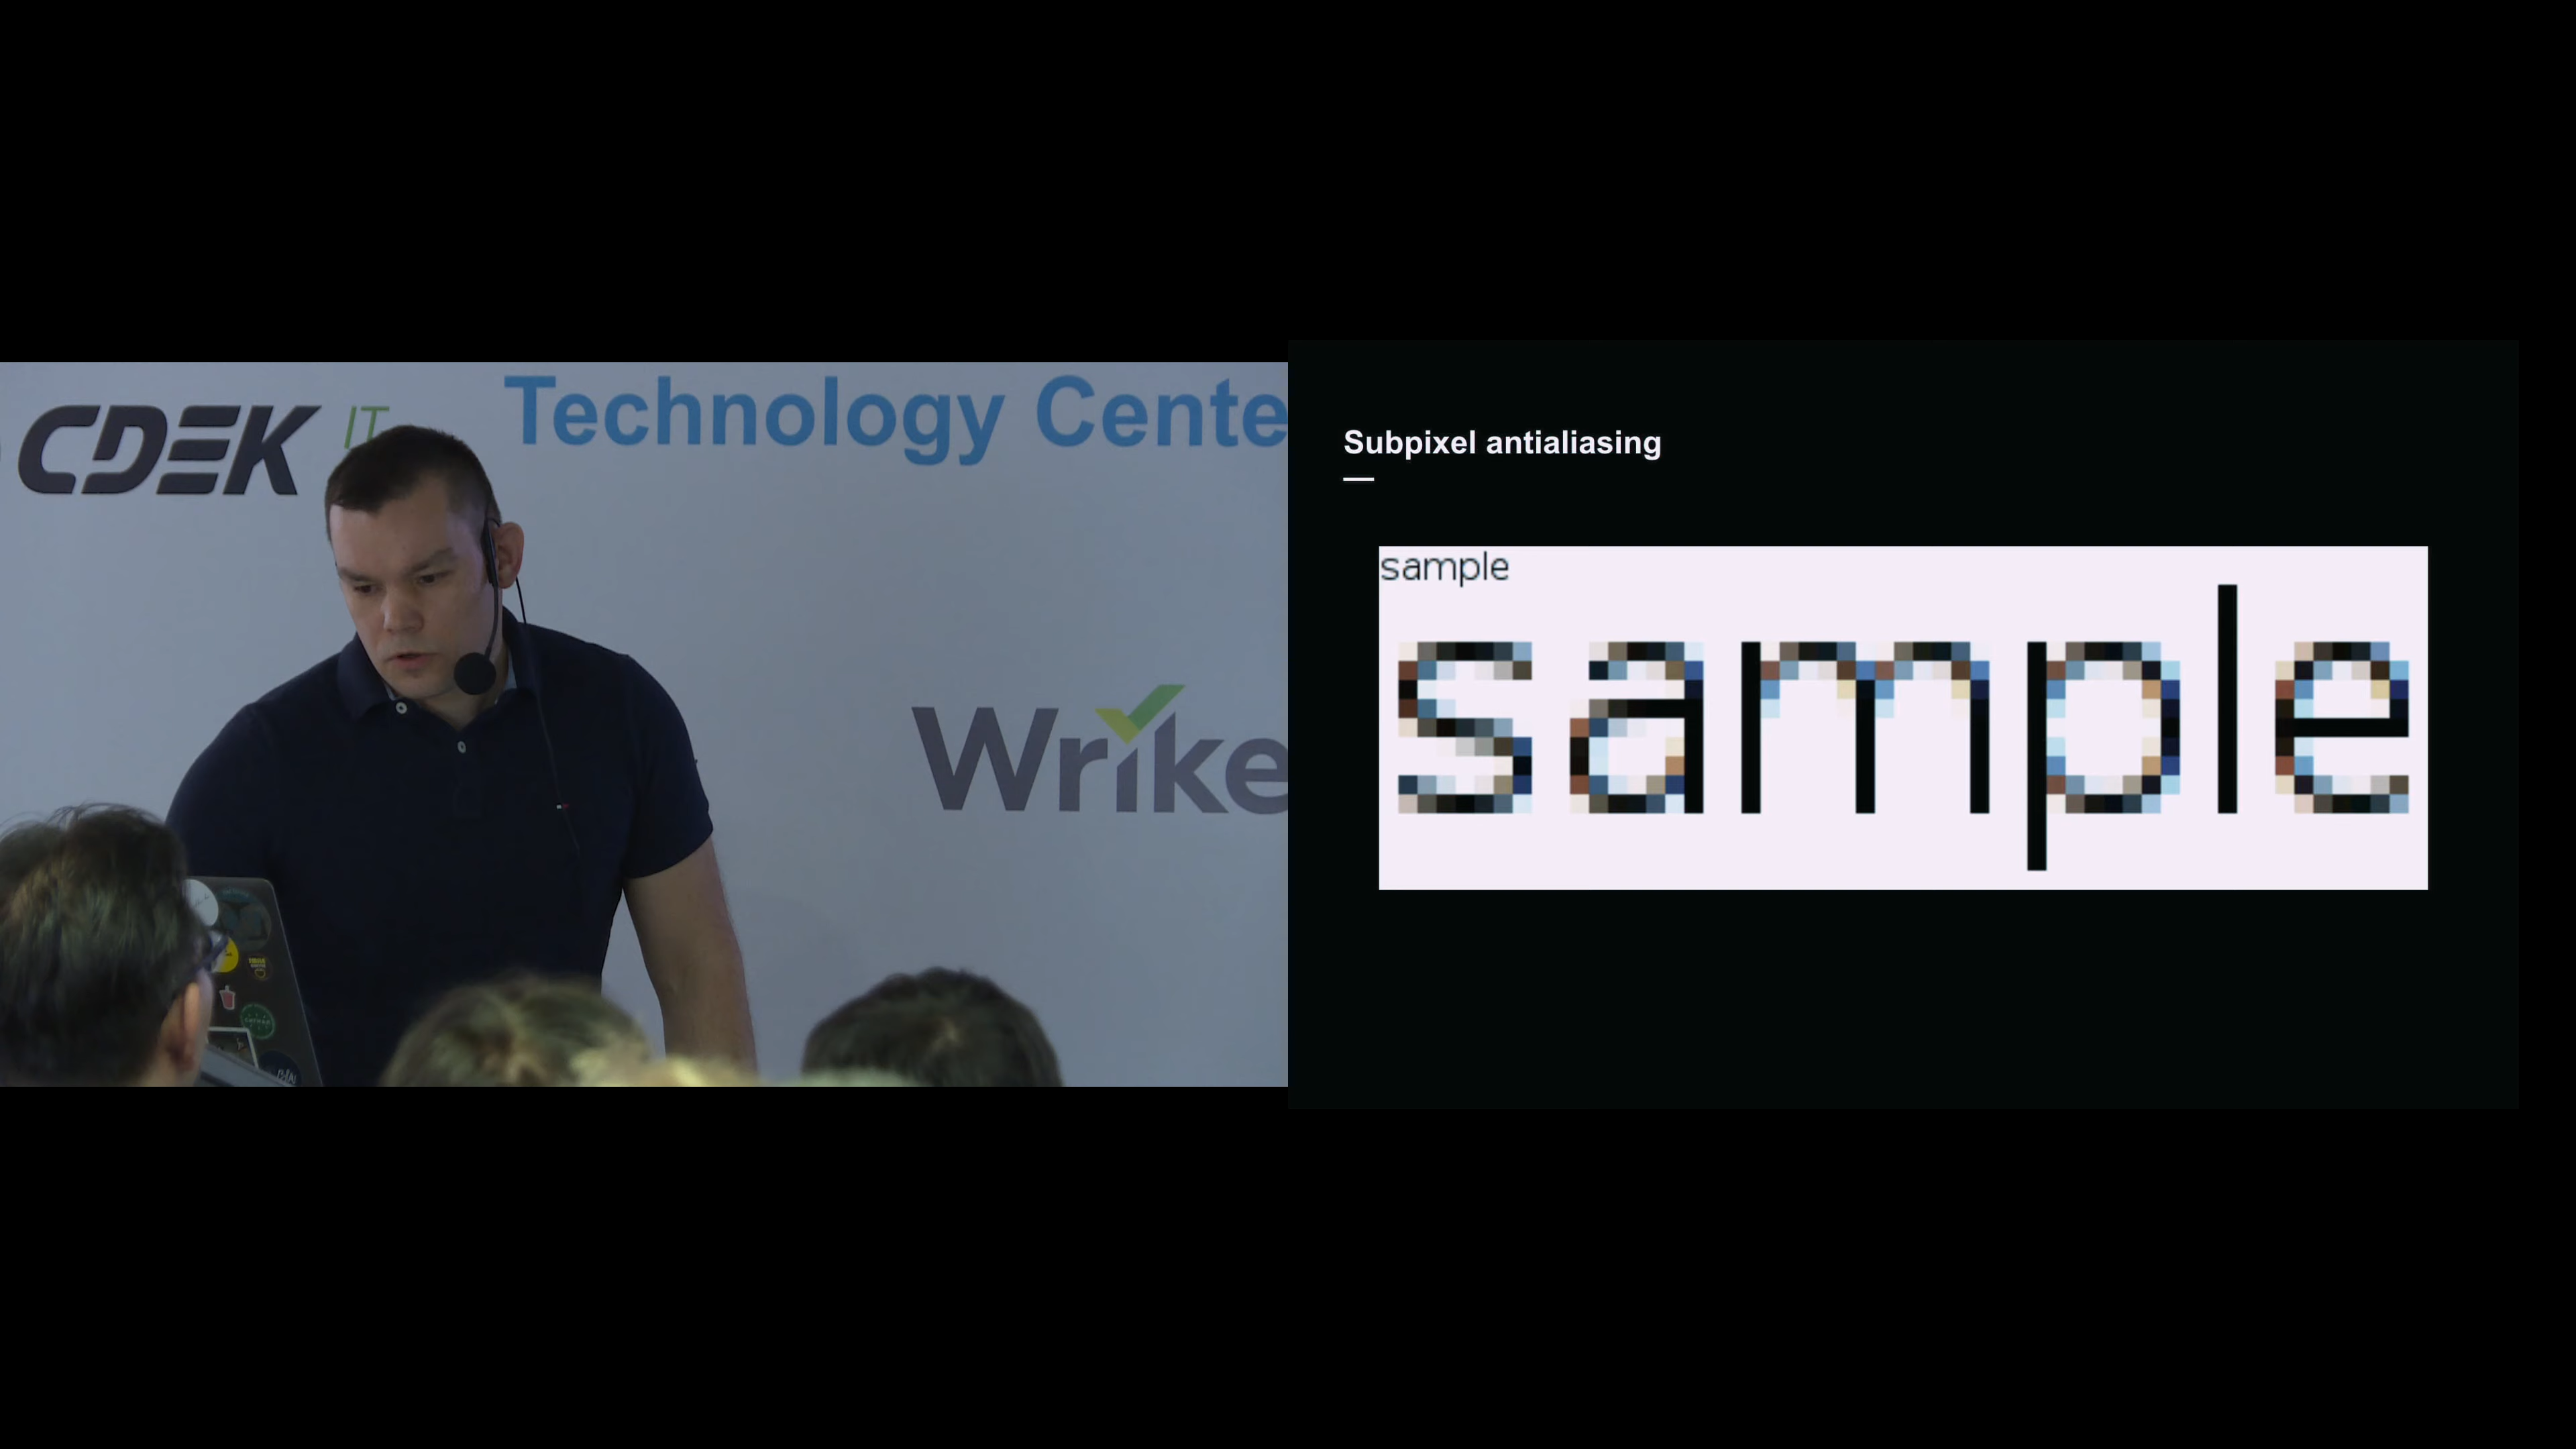 CDEK IT
Technology Cente
Wrike
Subpixel antialiasing
sample
sample